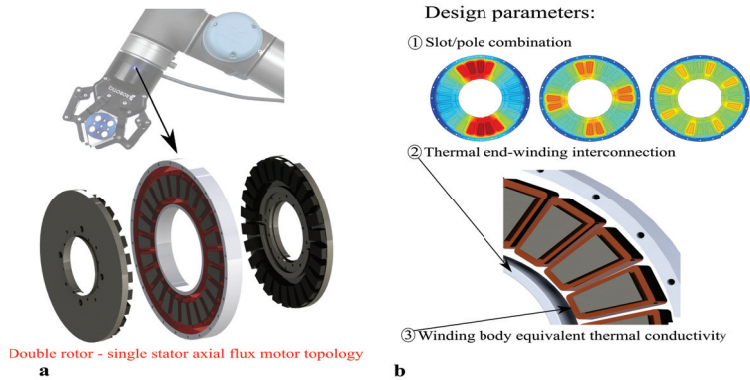 a
ROBOTIQ
Double rotor - single stator axial flux motor topology
a
Design parameters:
① Slot/pole combination
② Thermal end-winding interconnection
③ Winding body equivalent thermal conductivity
b